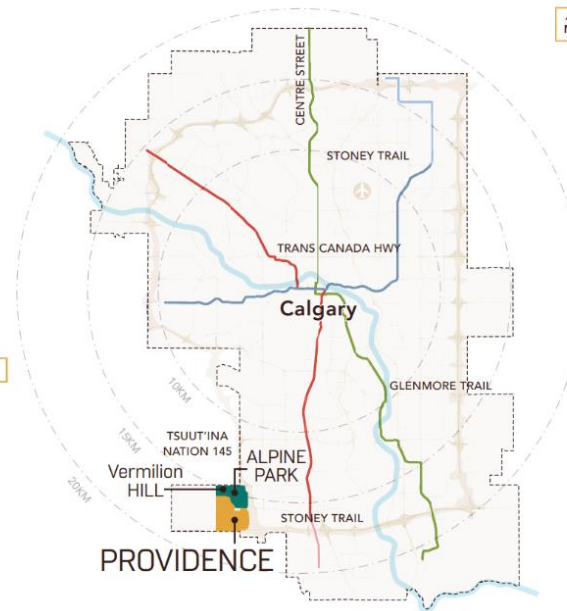 CENTRE STREET
STONEY TRAIL
TRANS CANADA HWY
Calgary
GLENMORE TRAIL
10KM
15KM
20KM
TSUUT'INA
NATION 145
ALPINE
PARK
Vermilion
HILL
STONEY TRAIL
PROVIDENCE